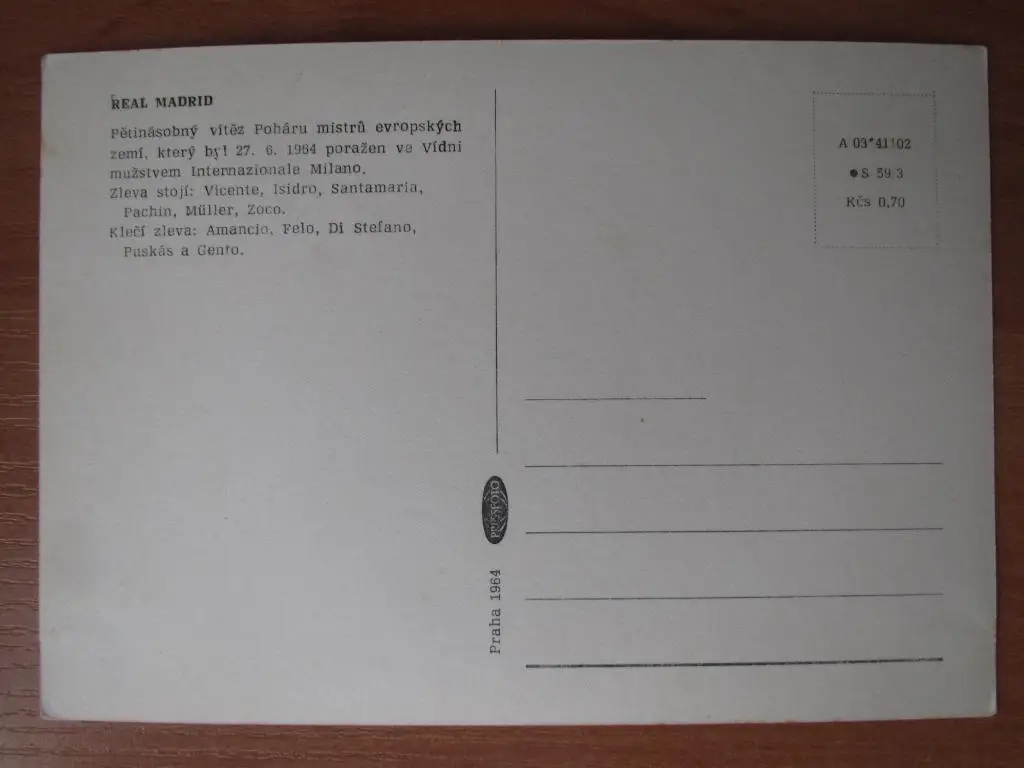 REAL MADRID
Pětinásobný vítěz Poháru mistrů evropských
zemí, který byl 27. 6. 1964 poražen ve Vídni
mužstvem Internazionale Milano.
Zleva stojí: Vicente, Isidro, Santamaria,
Pachin, Müller, Zoco.
Klečí zleva: Amancio, Felo, Di Stefano,
Puskás a Gento.
A 03*41102
●S 59 3
Kčs 0,70
PRESSFOTO
Praha 1964